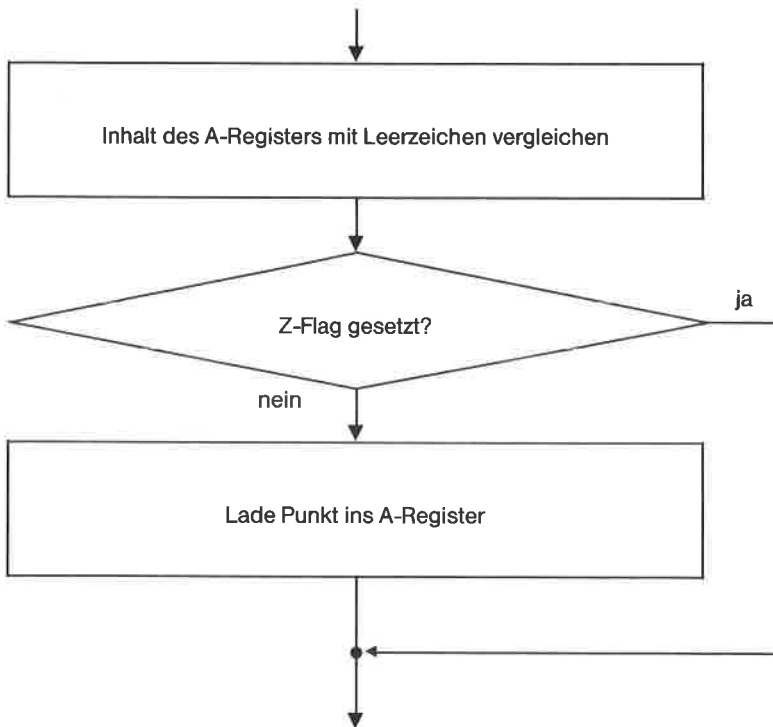 Inhalt des A-Registers mit Leerzeichen vergleichen
Z-Flag gesetzt?
ja
nein
Lade Punkt ins A-Register